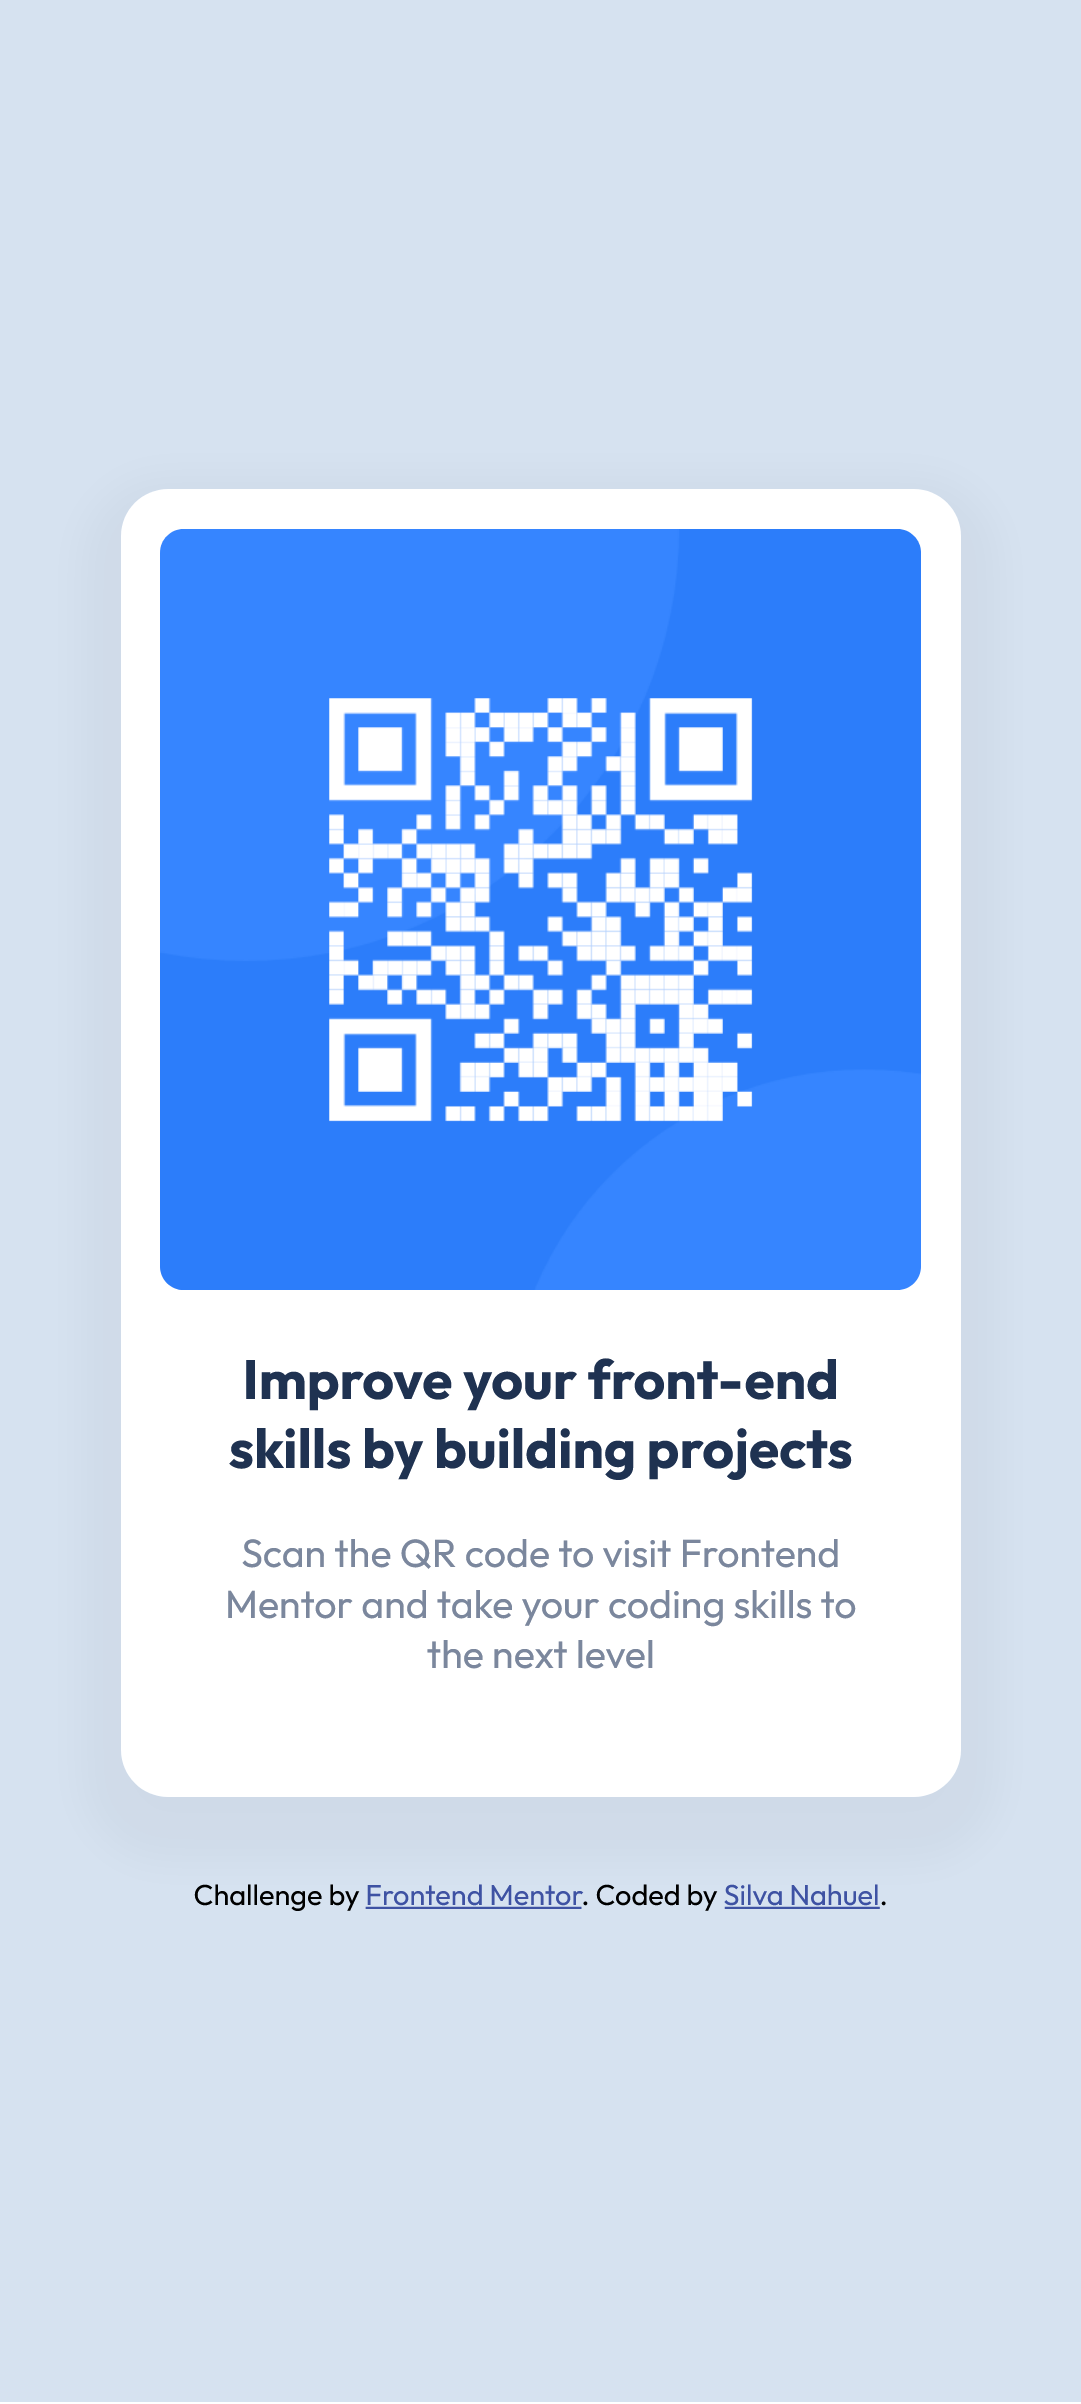 Improve your front-end
skills by building projects
Scan the QR code to visit Frontend
Mentor and take your coding skills to
the next level
Challenge by Frontend Mentor. Coded by Silva Nahuel.